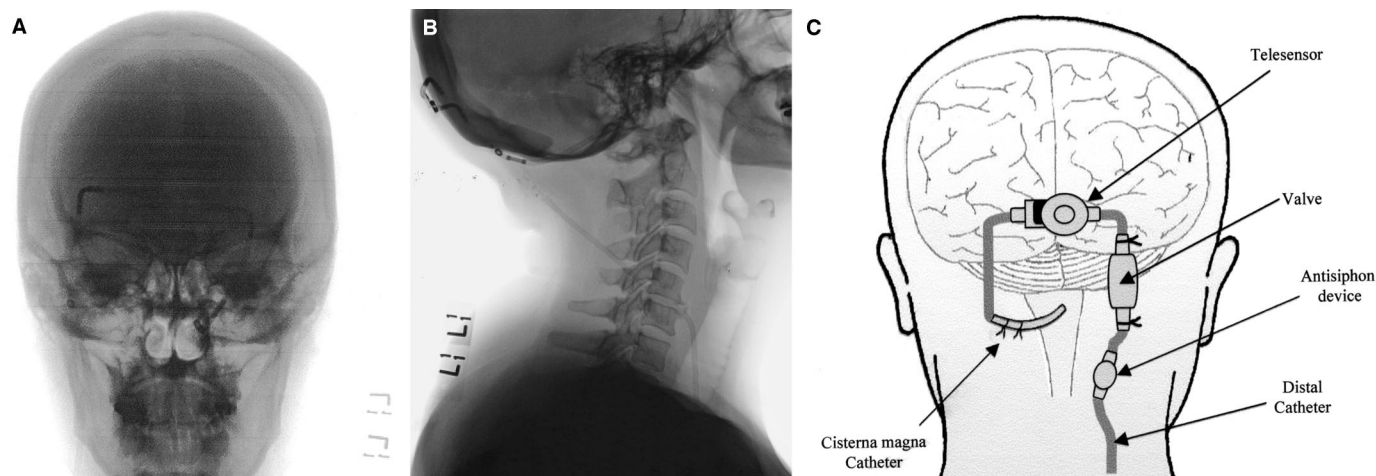 A
B
C
Telesensor
Valve
Antisiphon
device
Distal
Catheter
Cisterna magna
Catheter